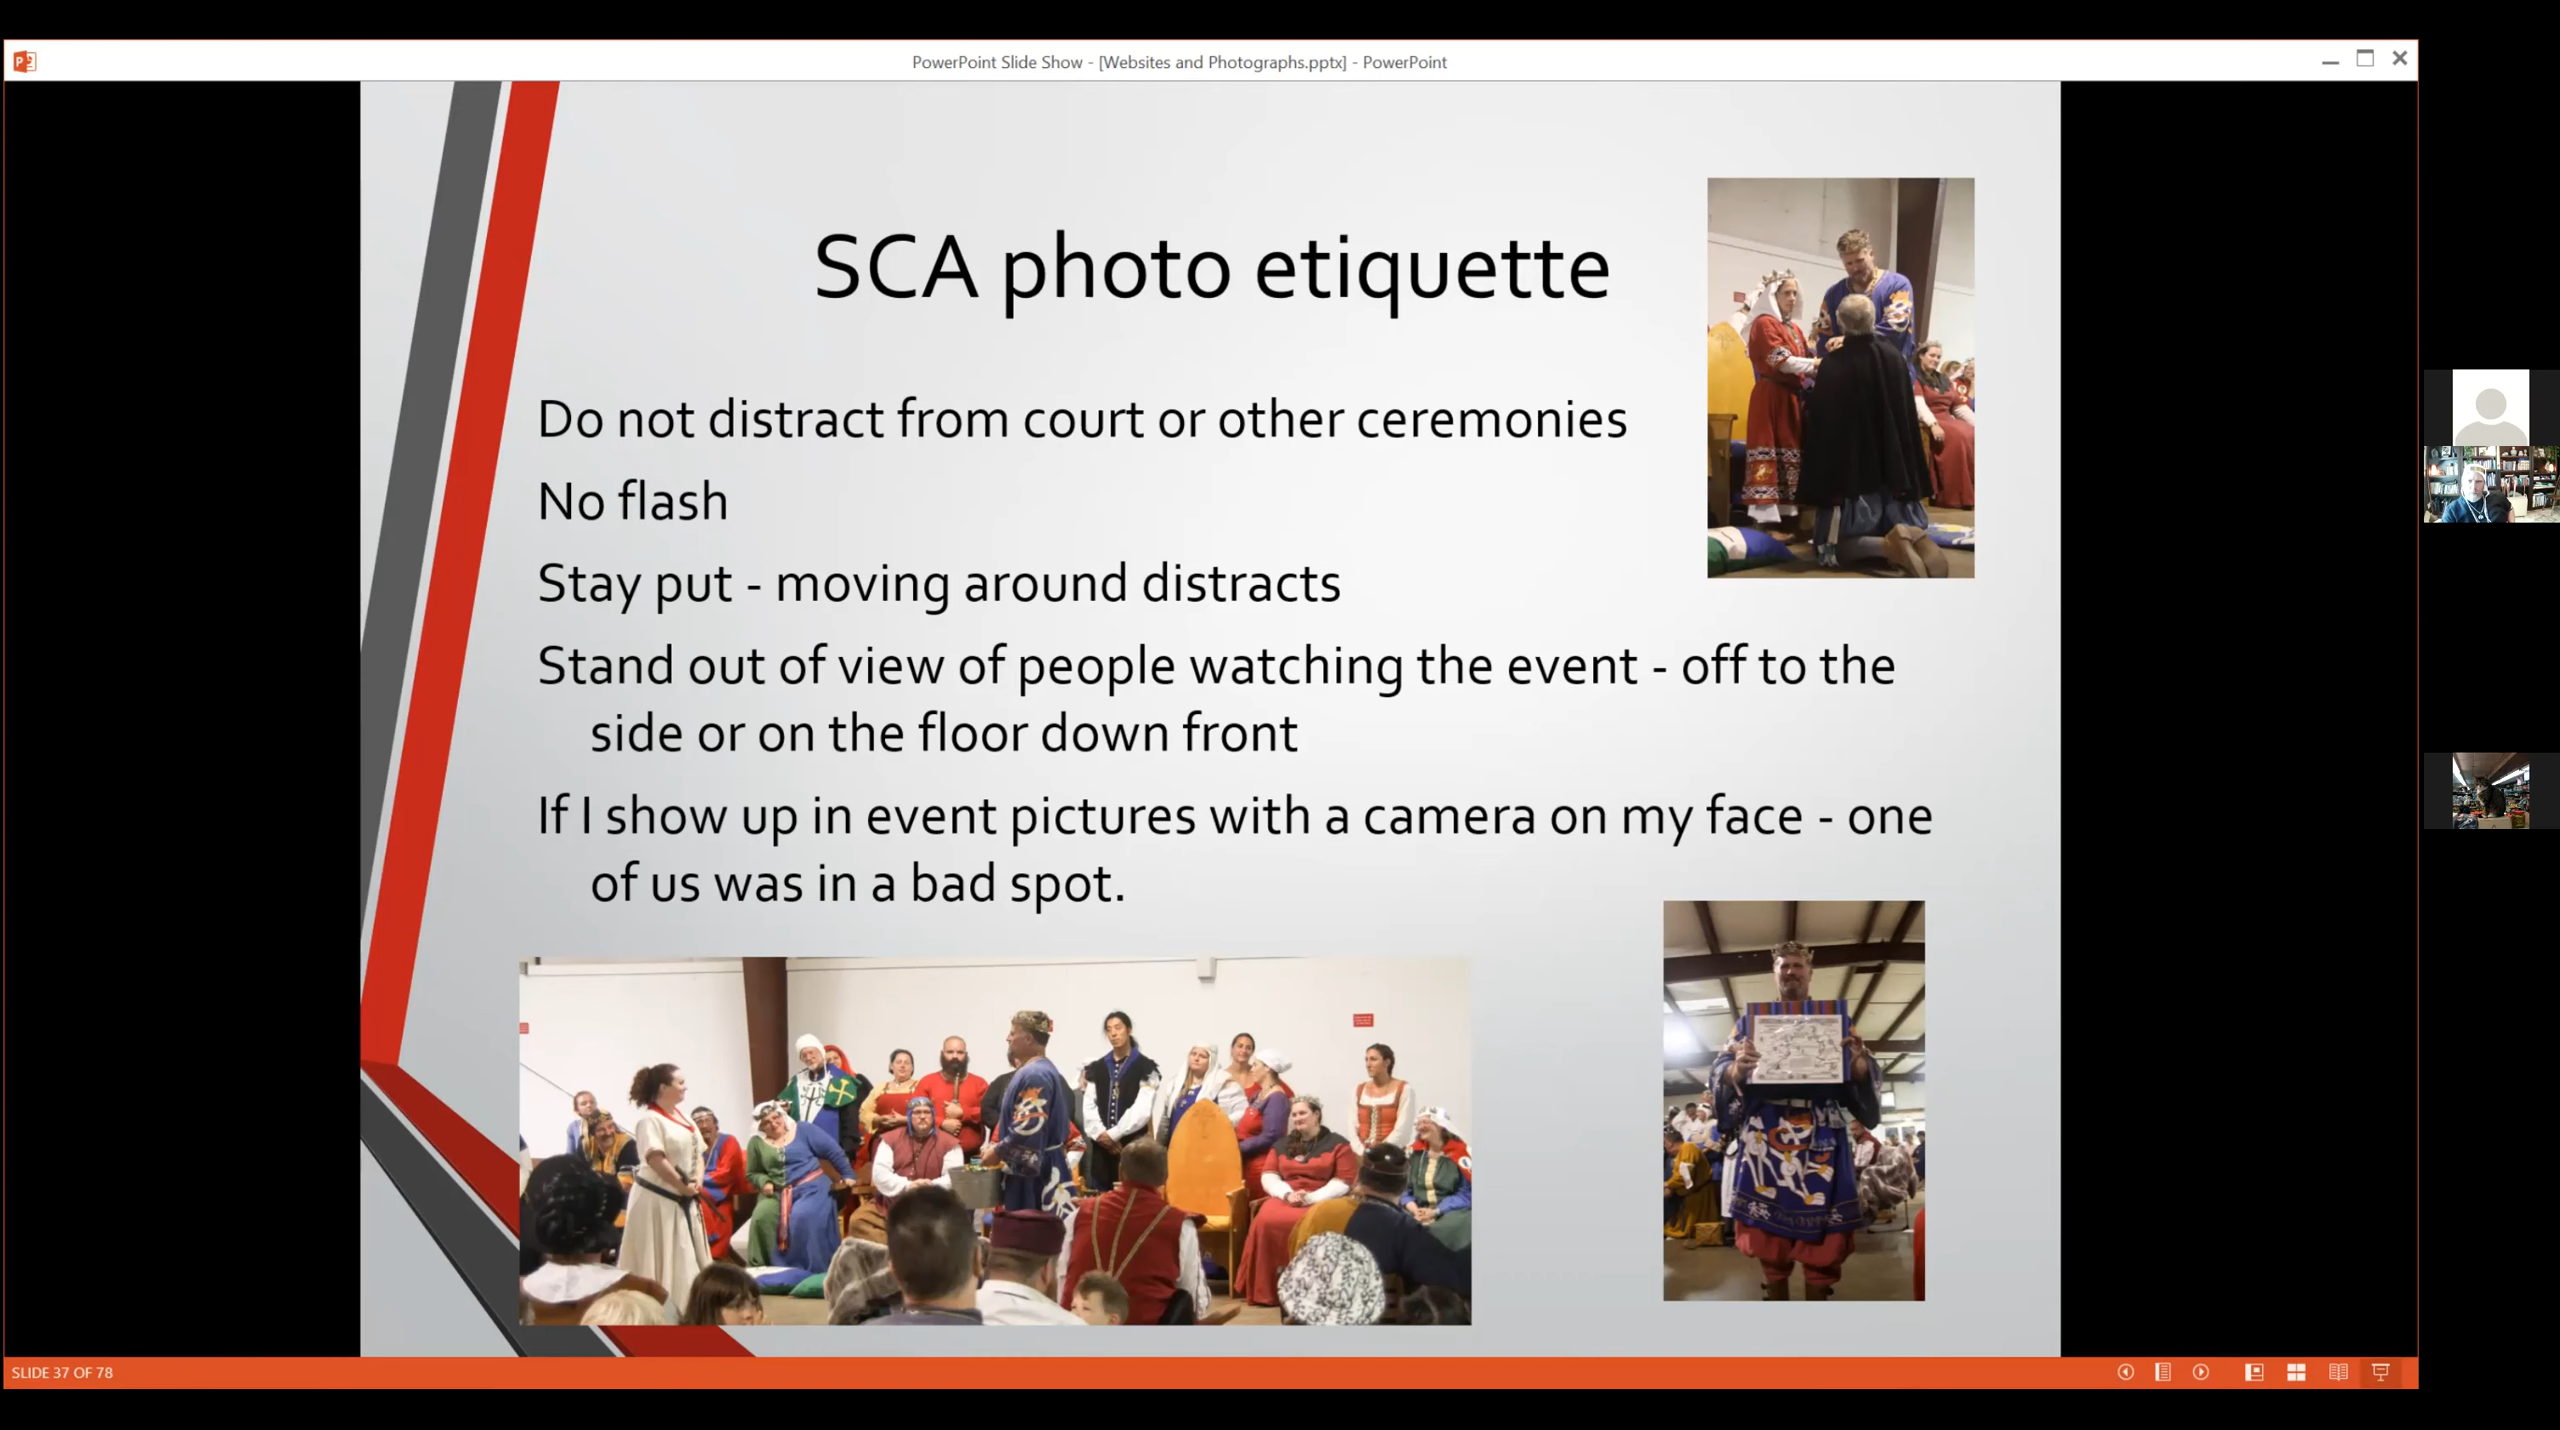 PowerPoint Slide Show - [Websites and Photographs.pptx] - PowerPoint
SCA photo etiquette
Do not distract from court or other ceremonies
No flash
Stay put - moving around distracts
Stand out of view of people watching the event - off to the
side or on the floor down front
If I show up in event pictures with a camera on my face - one
of us was in a bad spot.
SLIDE 37 OF 78